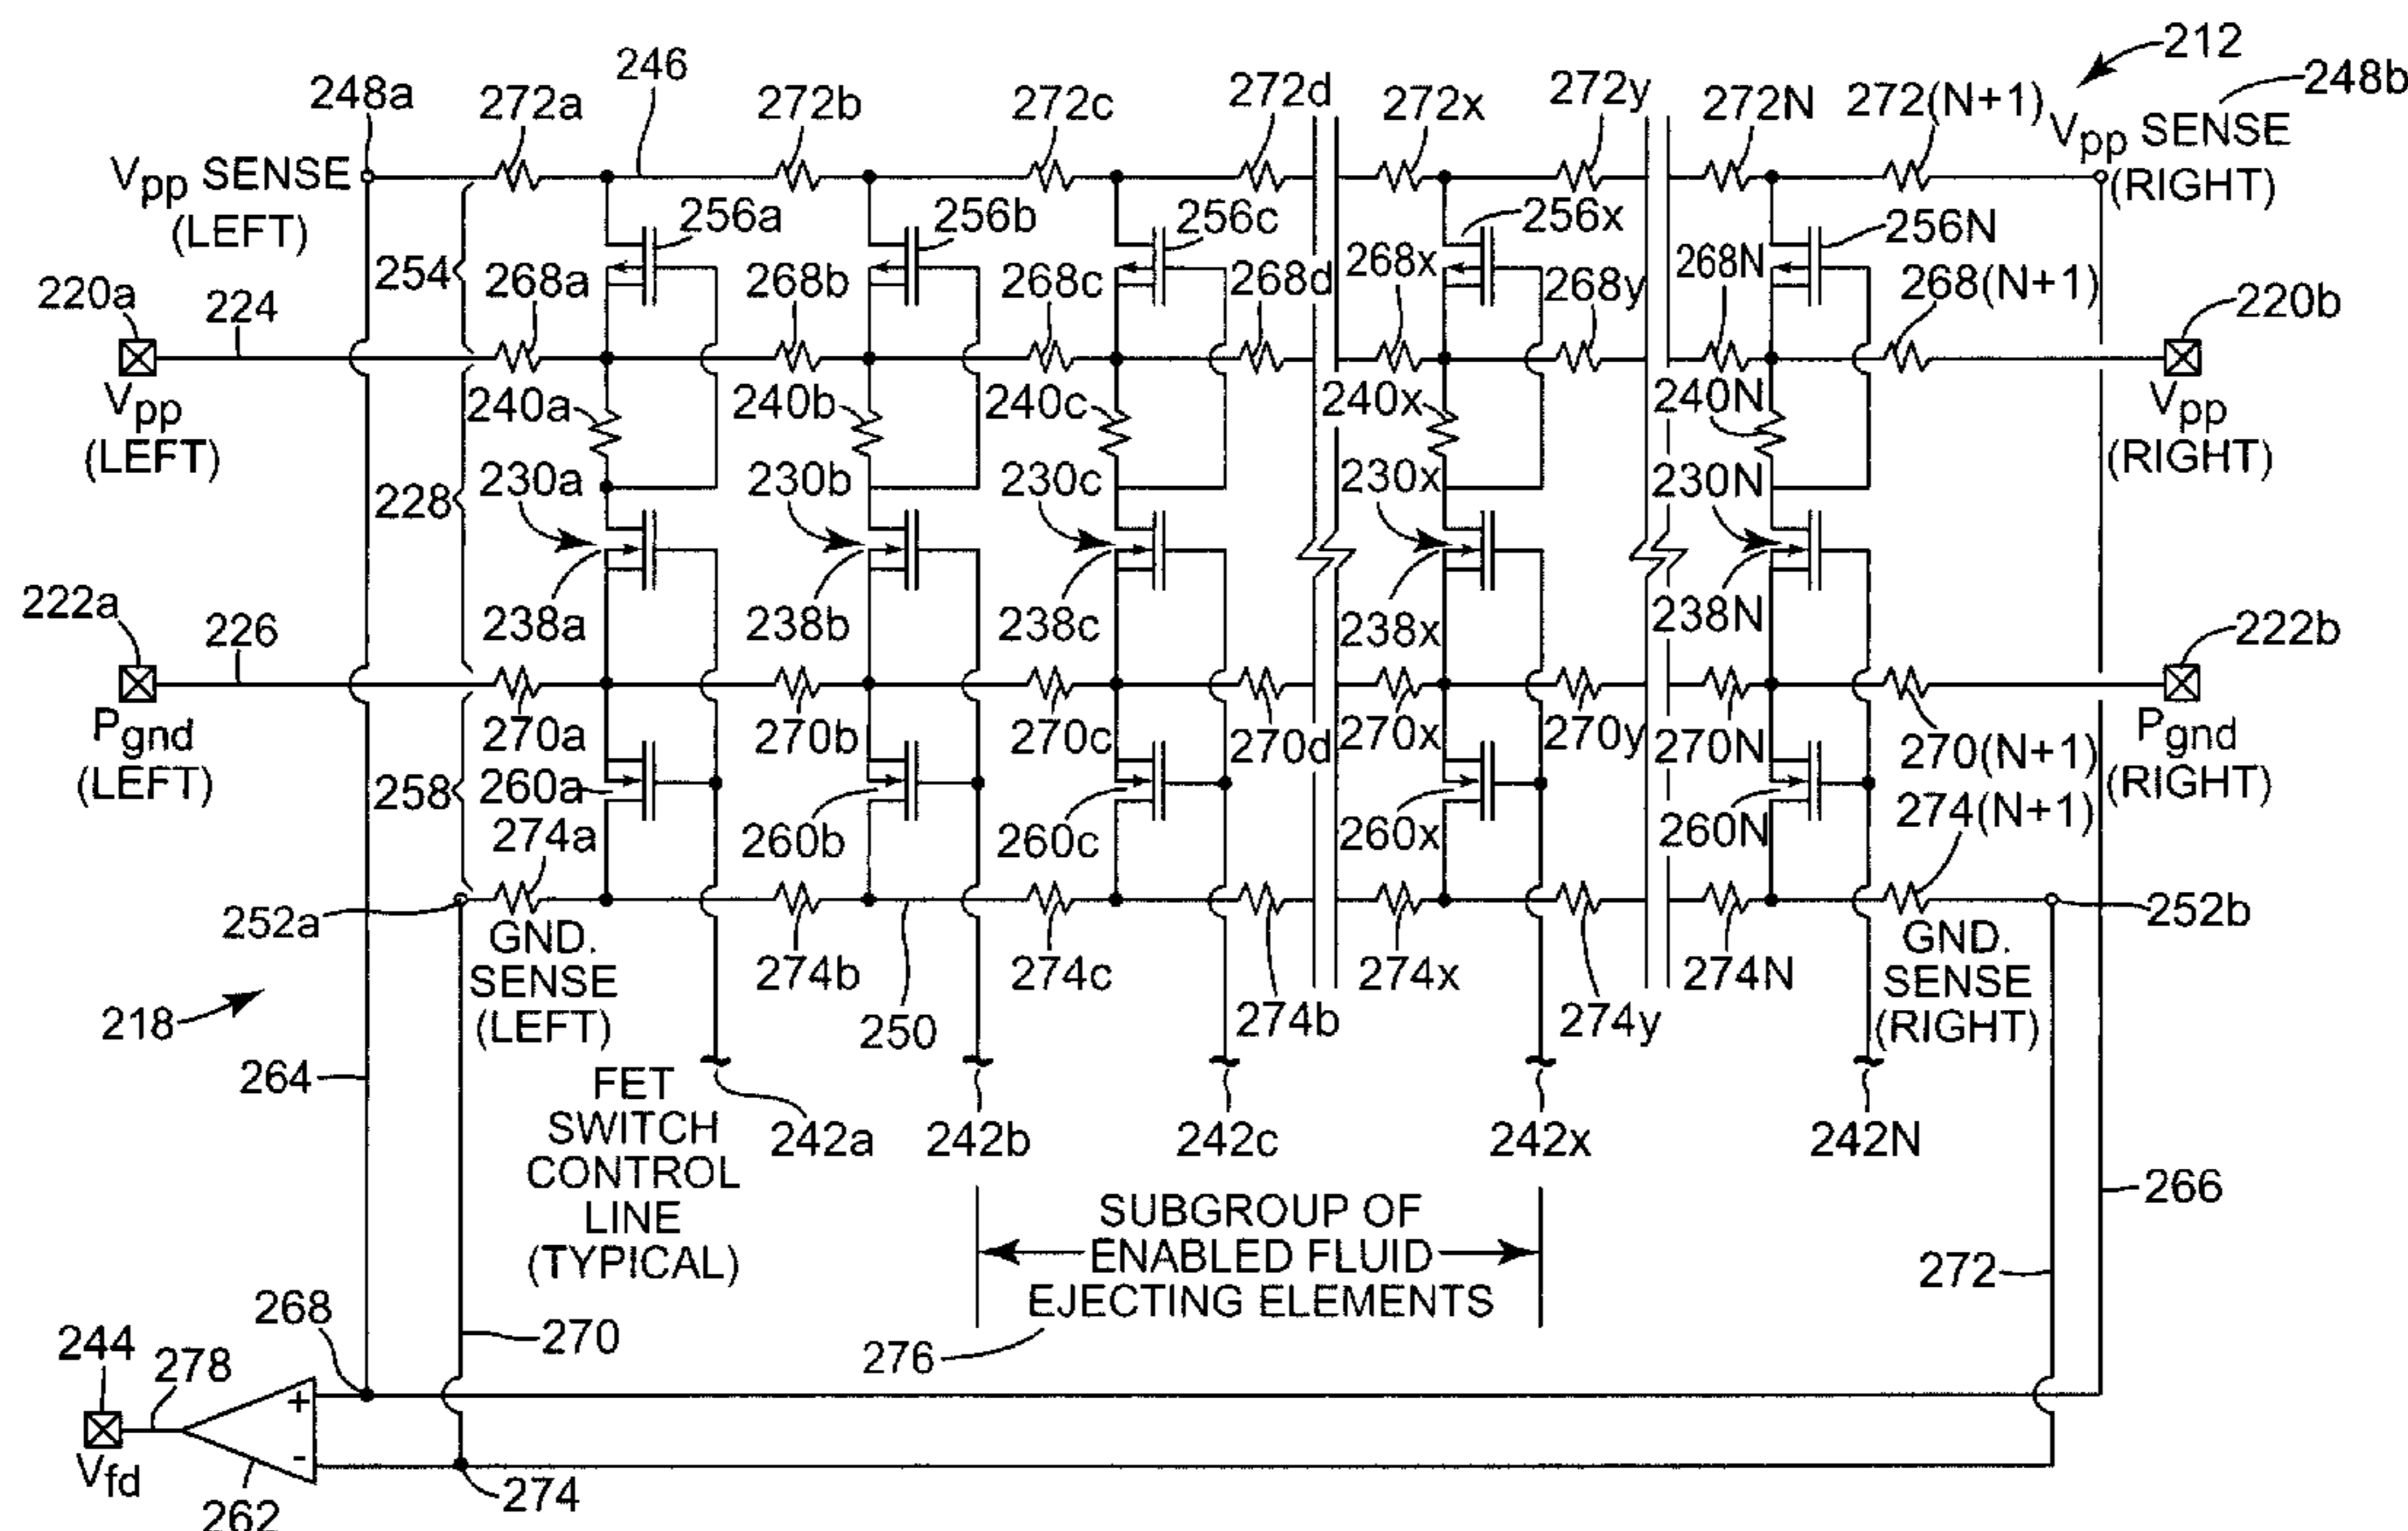 212
248a
272a
246
272b
272c
272d
272x
272y
272N
272(N+1)
248b
Vpp SENSE
(LEFT)
Vpp SENSE
(RIGHT)
254
256a
256b
256c
256x
256N
220a
224
268a
268b
268c
268d
268x
268y
268N
268(N+1)
220b
Vpp
(LEFT)
240a
240b
240c
240x
240N
Vpp
(RIGHT)
228
230a
230b
230c
230x
230N
222a
226
238a
238b
238c
238x
238N
222b
Pgnd
(LEFT)
270a
270b
270c
270d
270x
270y
270N
270(N+1)
Pgnd
(RIGHT)
258
260a
260b
260c
260x
260N
274a
274(N+1)
252a
GND.
SENSE
(LEFT)
274b
274c
274b
274x
274y
274N
GND.
SENSE
(RIGHT)
252b
218
250
264
FET
SWITCH
CONTROL
LINE
(TYPICAL)
242a
242b
242c
242x
242N
266
SUBGROUP OF
ENABLED FLUID
EJECTING ELEMENTS
276
272
268
270
244
278
+
-
Vfd
262
274